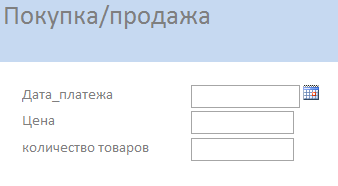 Покупка/продажа
Дата_платежа
Цена
количество товаров